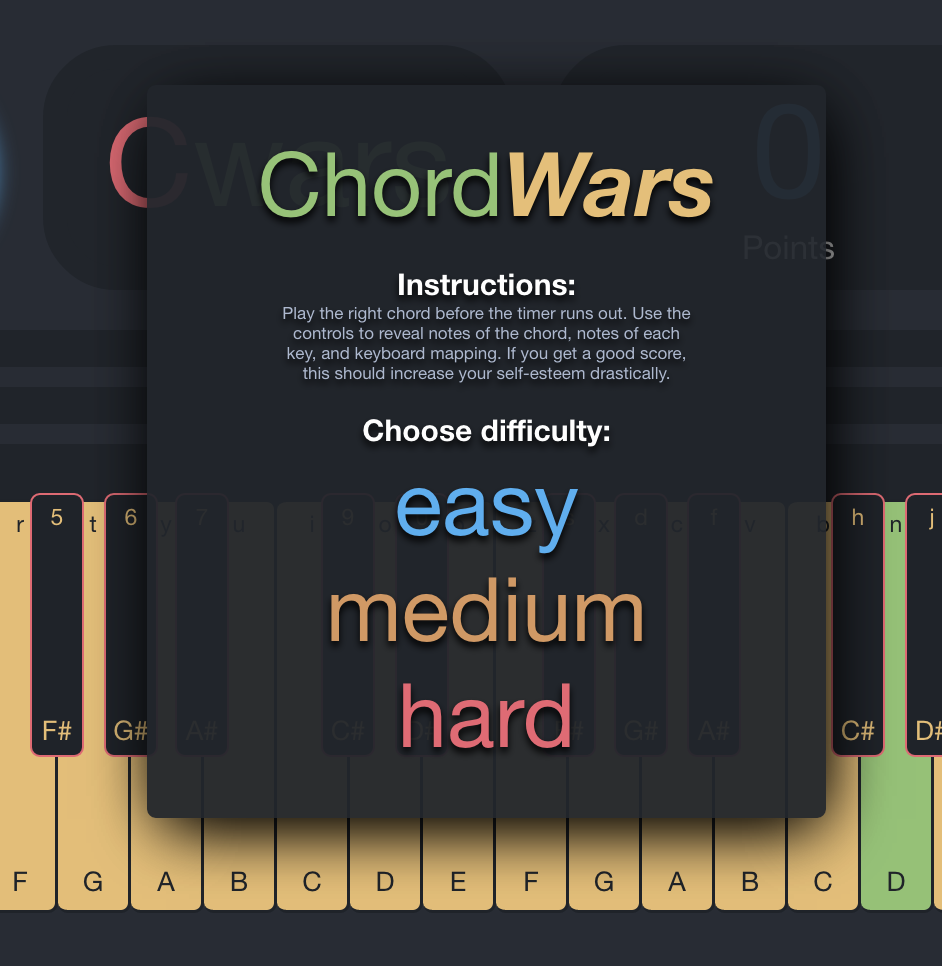 Cwars
0
Points
ChordWars
Instructions:
Play the right chord before the timer runs out. Use the
controls to reveal notes of the chord, notes of each
key, and keyboard mapping. If you get a good score,
this should increase your self-esteem drastically.
Choose difficulty:
easy
medium
hard
r 5 t 6 y 7 u i 9 o x d c f v b h n j
F# G# A# C# D# G# A# C# D#
F G A B C D E F G A B C D